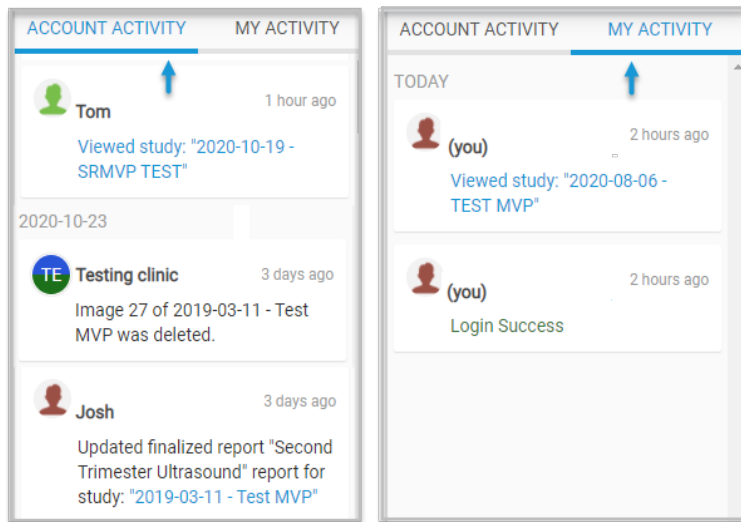 ACCOUNT ACTIVITY MY ACTIVITY
Tom 1 hour ago
Viewed study: "2020-10-19 -
SRMVP TEST"
2020-10-23
TE Testing clinic 3 days ago
Image 27 of 2019-03-11 - Test
MVP was deleted.
Josh 3 days ago
Updated finalized report "Second
Trimester Ultrasound" report for
study: "2019-03-11 - Test MVP"
ACCOUNT ACTIVITY MY ACTIVITY
TODAY
(you) 2 hours ago
Viewed study: "2020-08-06 -
TEST MVP"
(you) 2 hours ago
Login Success